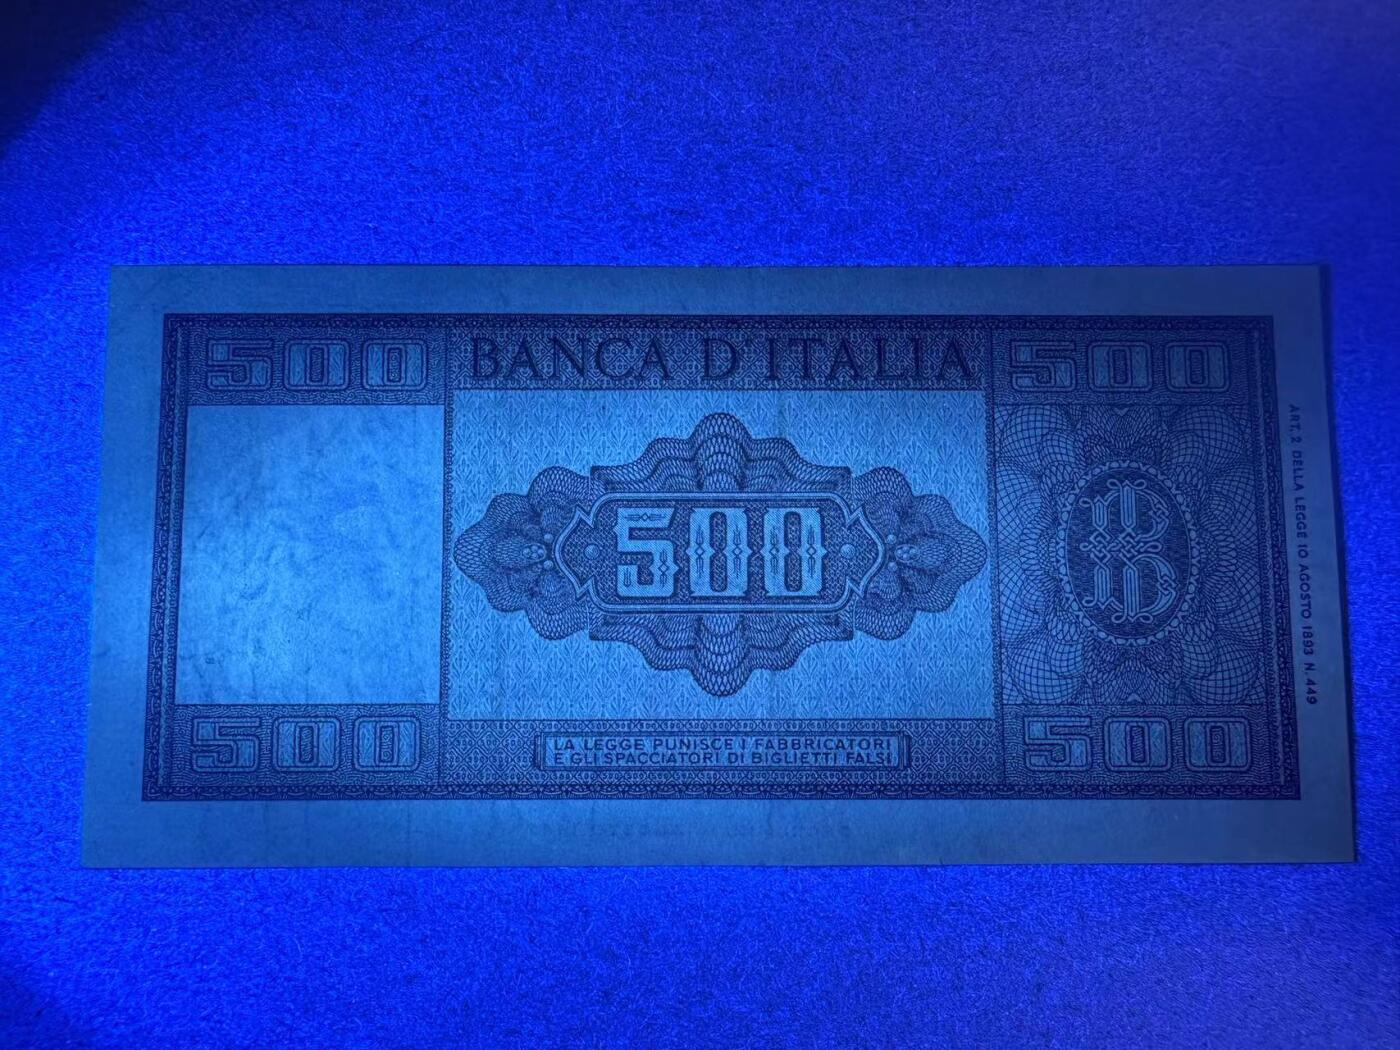 500 BANCA D'ITALIA 500
500
B
ART. 2 DELLA LEGGE 10 AGOSTO 1893 N. 449
500 LA LEGGE PUNISCE I FABBRICATORI 500
E GLI SPACCIATORI DI BIGLIETTI FALSI